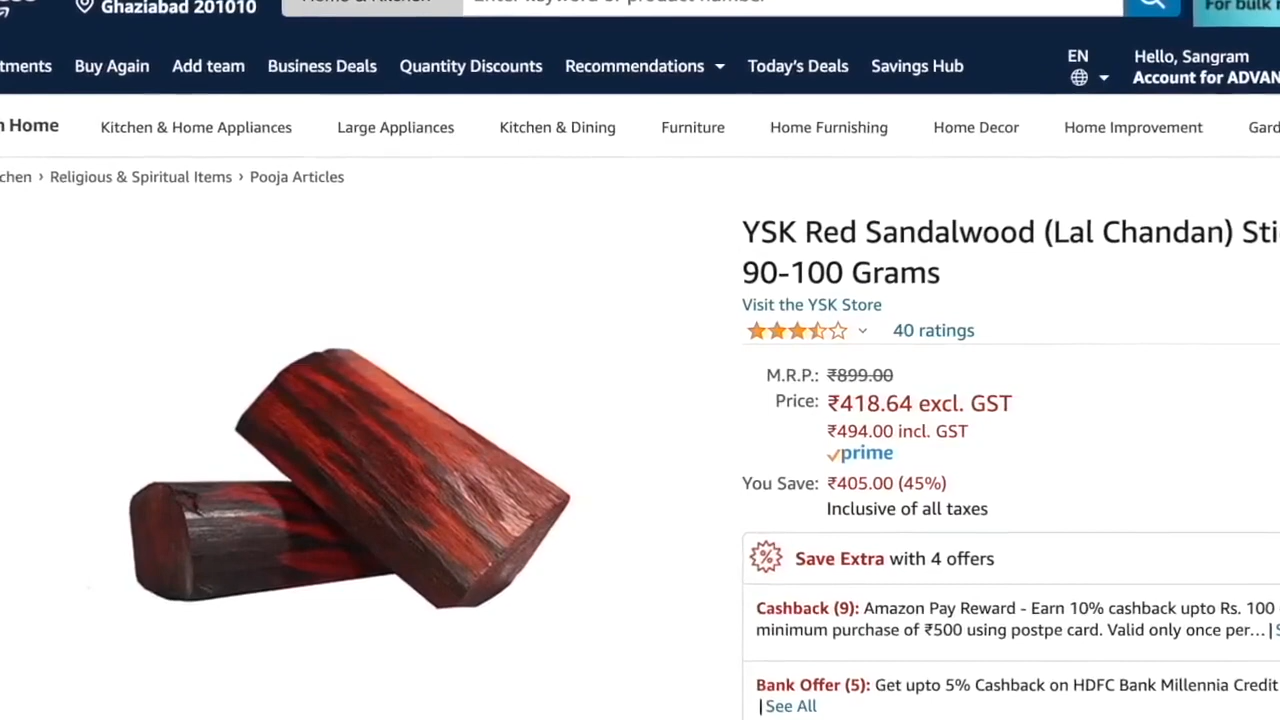 Ghaziabad 201010
For bulk
Buy Again Add team Business Deals Quantity Discounts Recommendations Today's Deals Savings Hub
EN
Hello, Sangram
Account for ADVAN
Home Kitchen & Home Appliances Large Appliances Kitchen & Dining Furniture Home Furnishing Home Decor Home Improvement
› Religious & Spiritual Items › Pooja Articles
YSK Red Sandalwood (Lal Chandan) Sti
90-100 Grams
Visit the YSK Store
40 ratings
M.R.P.: ₹899.00
Price: ₹418.64 excl. GST
₹494.00 incl. GST
prime
You Save: ₹405.00 (45%)
Inclusive of all taxes
Save Extra with 4 offers
Cashback (9): Amazon Pay Reward - Earn 10% cashback upto Rs. 100
minimum purchase of ₹500 using postpe card. Valid only once per... |
Bank Offer (5): Get upto 5% Cashback on HDFC Bank Millennia Credit
| See All